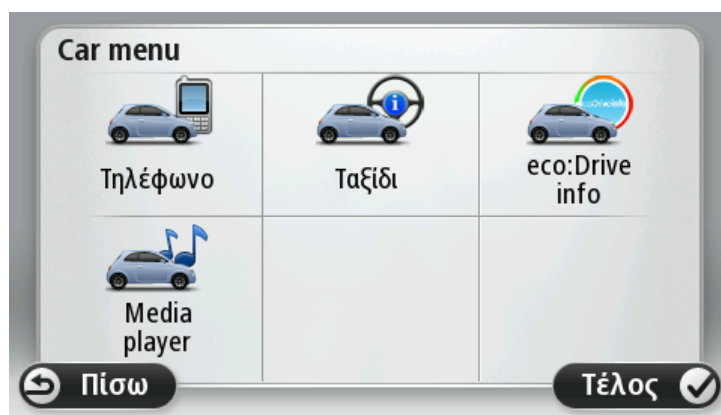 Car menu
Τηλέφωνο
Ταξίδι
eco:Drive
info
Media
player
Πίσω
Τέλος